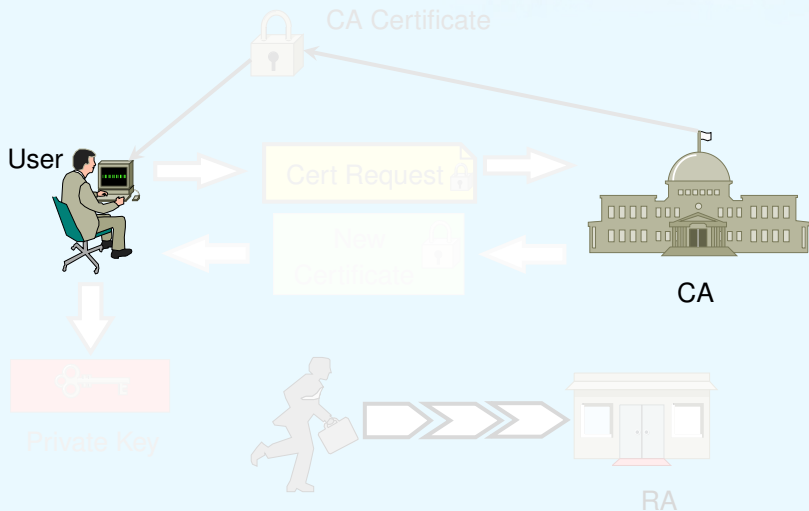 CA Certificate
User
Cert Request
New
Certificate
CA
Private Key
RA